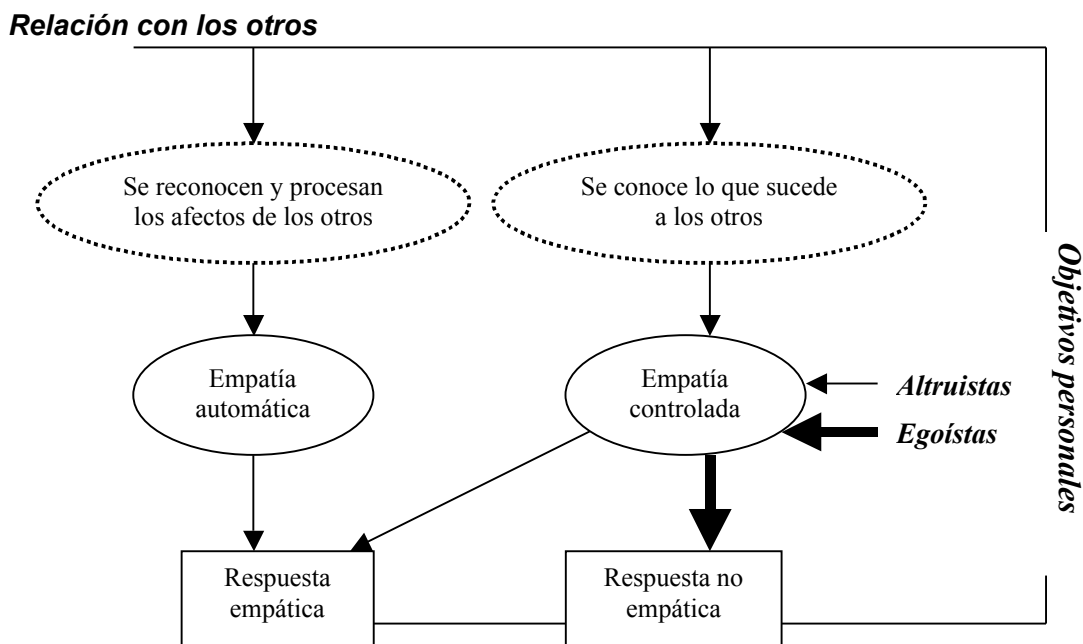 Relación con los otros
Se reconocen y procesan
los afectos de los otros
Se conoce lo que sucede
a los otros
Empatía
automática
Empatía
controlada
Altruistas
Egoístas
Objetivos personales
Respuesta
empática
Respuesta no
empática